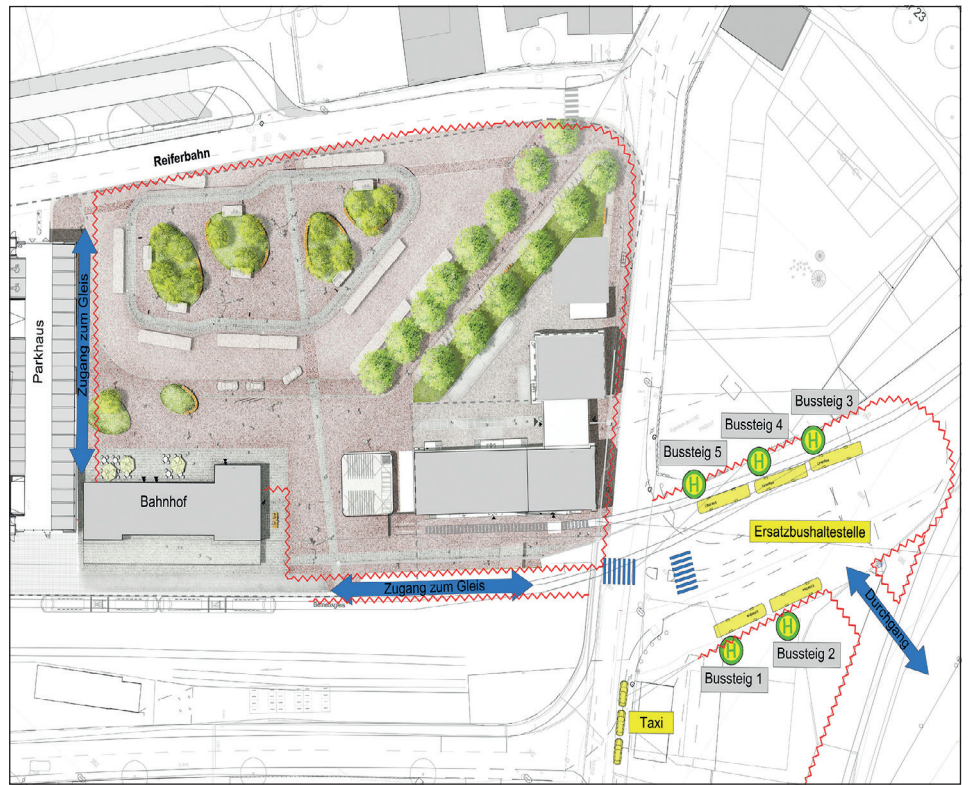 23
Reiferbahn
Zugang zum Gleis
Parkhaus
Bussteig 3
Bussteig 4
Bussteig 5
H
H
H
Bahnhof
Ersatzbushaltestelle
Zugang zum Gleis
Durchgang
H
H
Bussteig 2
Bussteig 1
Taxi